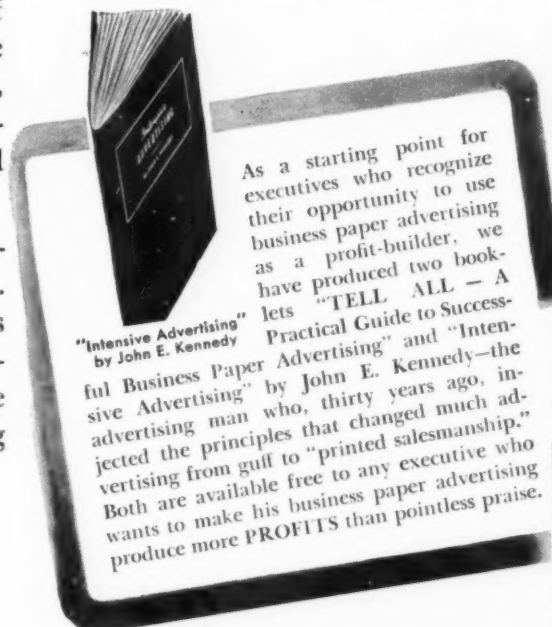 Intensive
ADVERTISING
As a starting point for
executives who recognize
their opportunity to use
business paper advertising
as a profit-builder, we
have produced two book-
lets "TELL ALL — A
Practical Guide to Success-
"Intensive Advertising"
by John E. Kennedy
ful Business Paper Advertising" and "Inten-
sive Advertising" by John E. Kennedy—the
advertising man who, thirty years ago, in-
jected the principles that changed much ad-
vertising from guff to "printed salesmanship."
Both are available free to any executive who
wants to make his business paper advertising
produce more PROFITS than pointless praise.